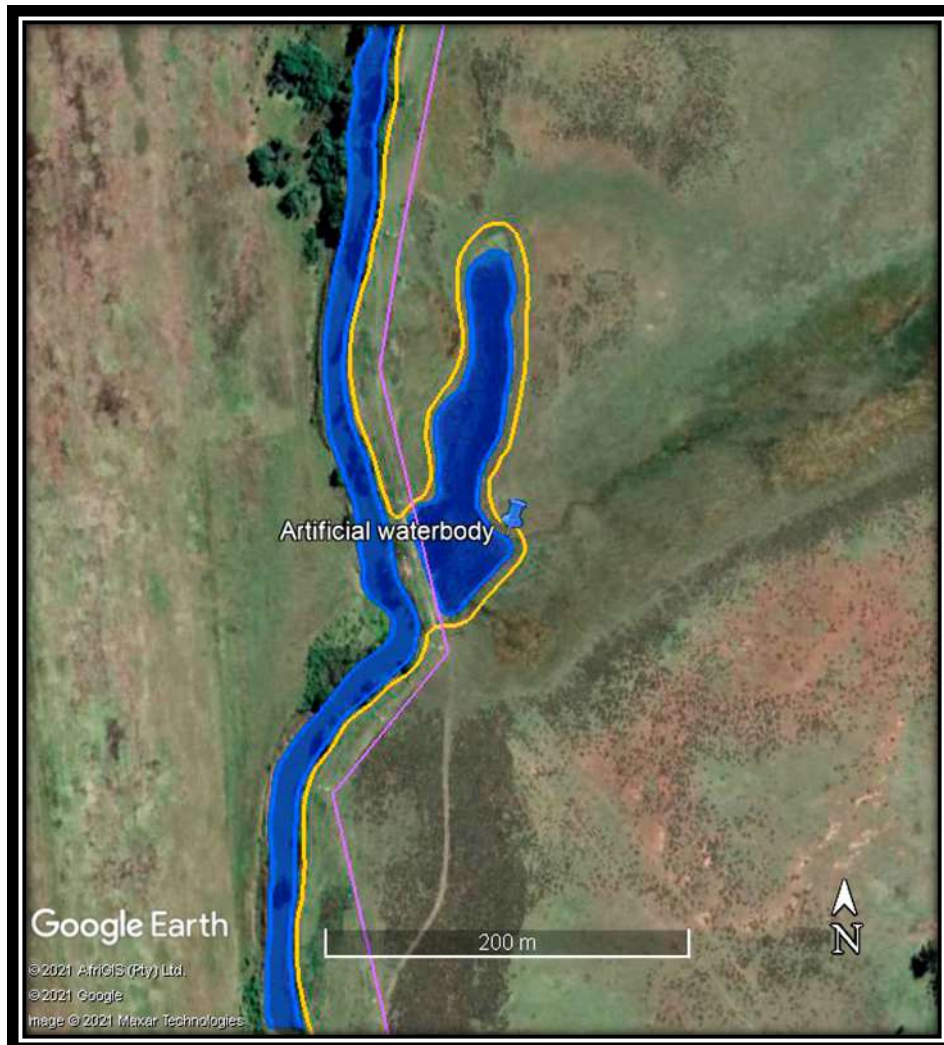 Artificial waterbody
Google Earth
200 m
N
©2021 AfriGIS (Pty) Ltd.
©2021 Google
Image © 2021 Maxar Technologies